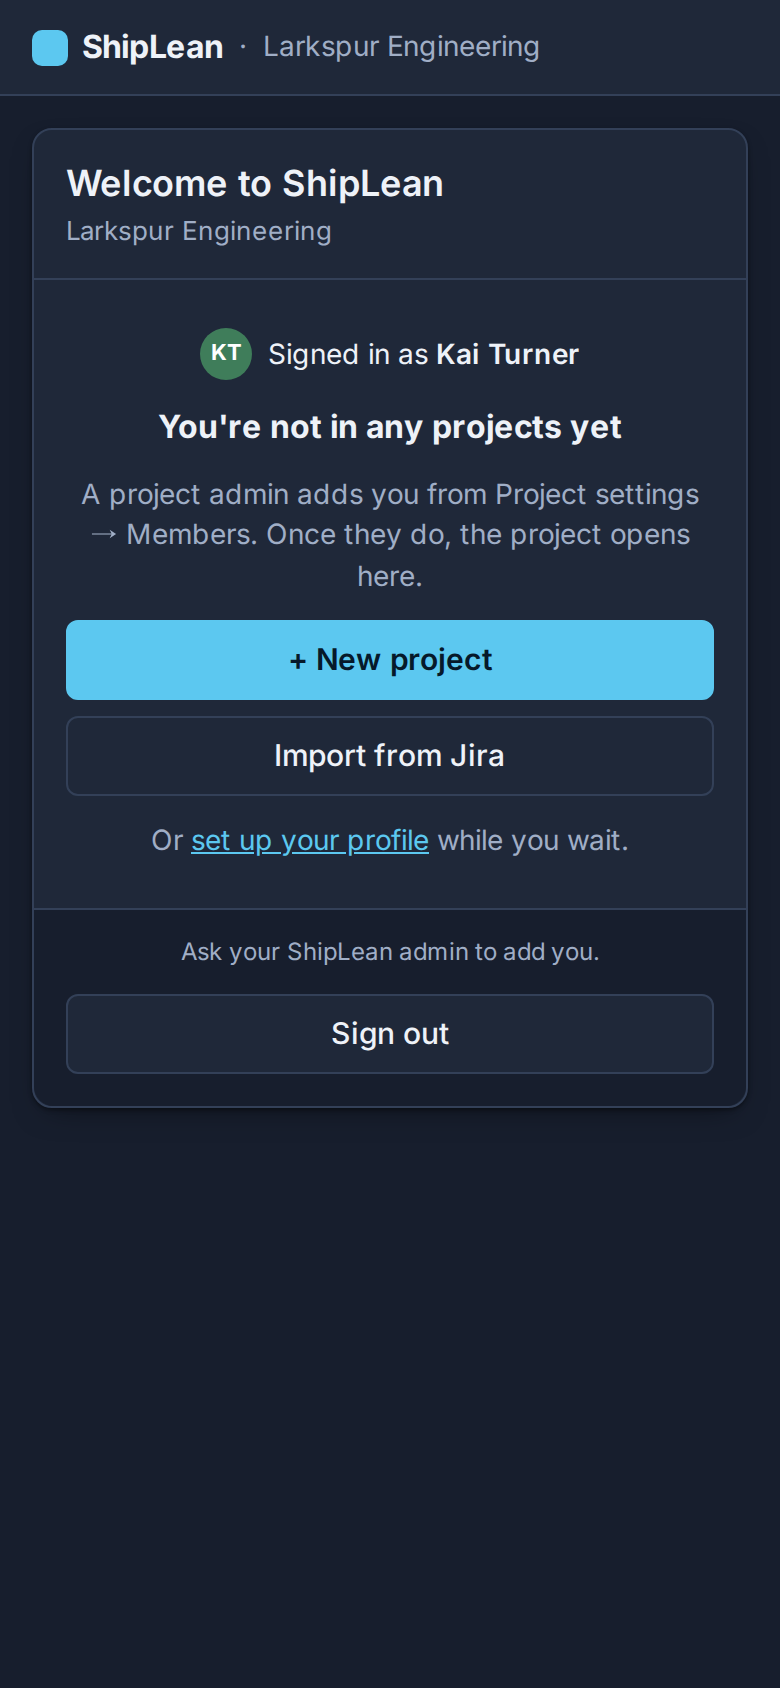 ShipLean · Larkspur Engineering
Welcome to ShipLean
Larkspur Engineering
KT Signed in as Kai Turner
You're not in any projects yet
A project admin adds you from Project settings
→ Members. Once they do, the project opens
here.
+ New project
Import from Jira
Or set up your profile while you wait.
Ask your ShipLean admin to add you.
Sign out